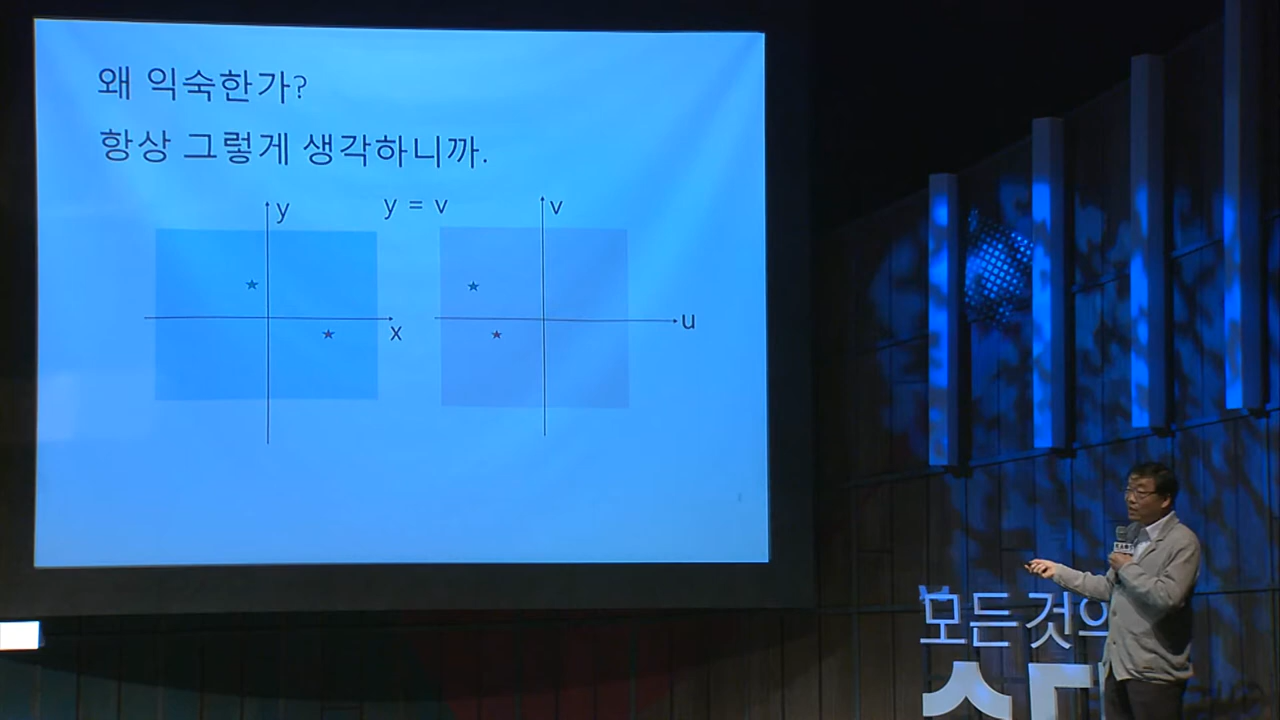 왜 익숙한가?
항상 그렇게 생각하니까.
y
y = v
v
x
u
모든 것의